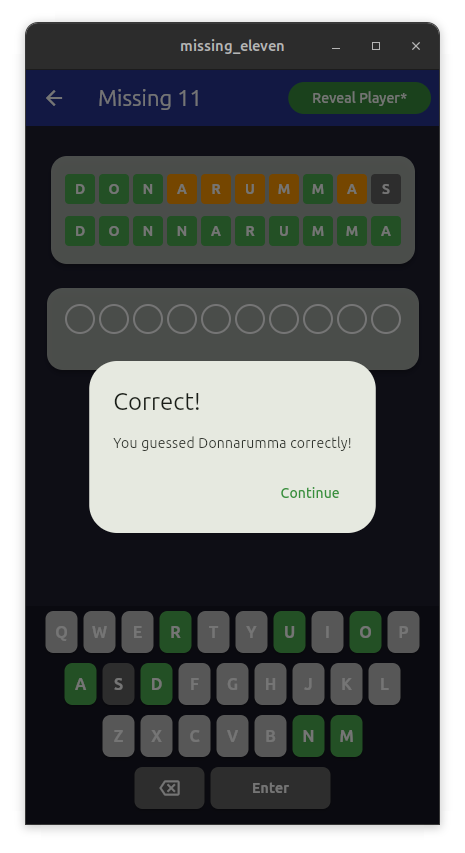 missing_eleven
Missing 11
Reveal Player*
D O N A R U M M A S
D O N N A R U M M A
Correct!
You guessed Donnarumma correctly!
Continue
Q W E R T Y U I O P
A S D F G H J K L
Z X C V B N M
Enter